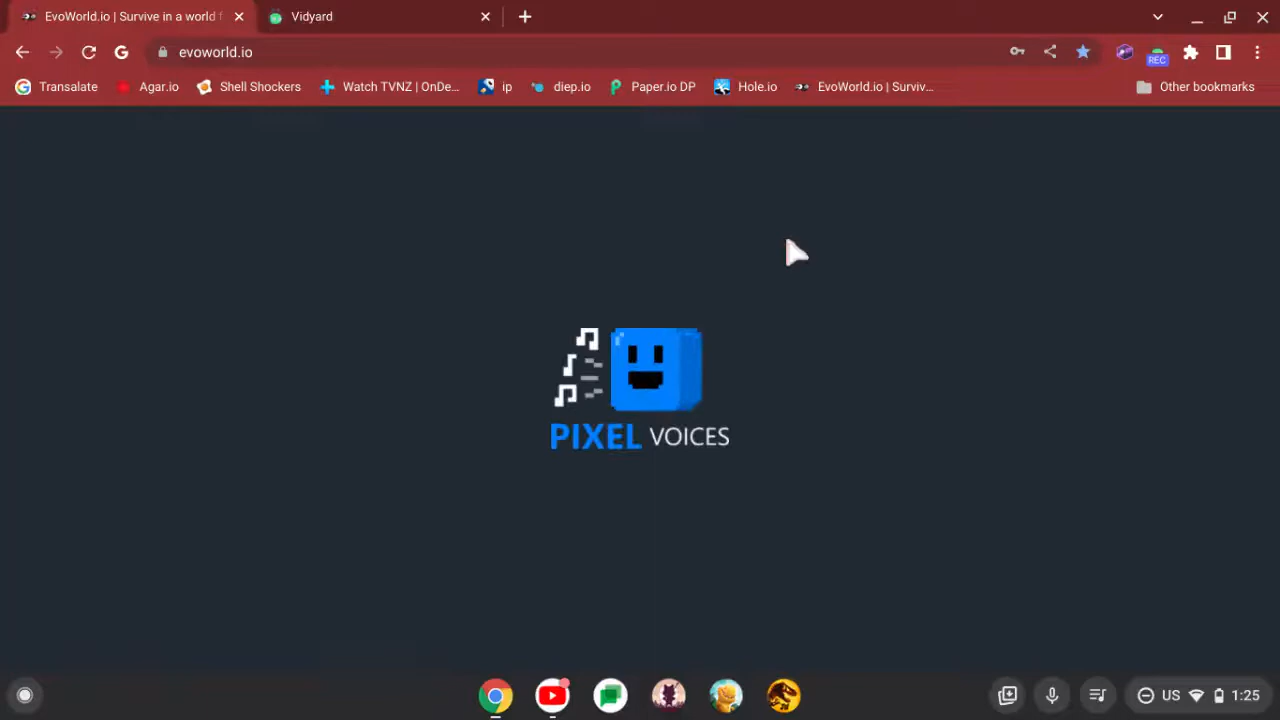 EvoWorld.io | Survive in a world f
Vidyard
evoworld.io
REC
Transalate
Agar.io
Shell Shockers
Watch TVNZ | OnDe...
ip
diep.io
Paper.io DP
Hole.io
EvoWorld.io | Surviv...
Other bookmarks
PIXEL VOICES
US
1:25